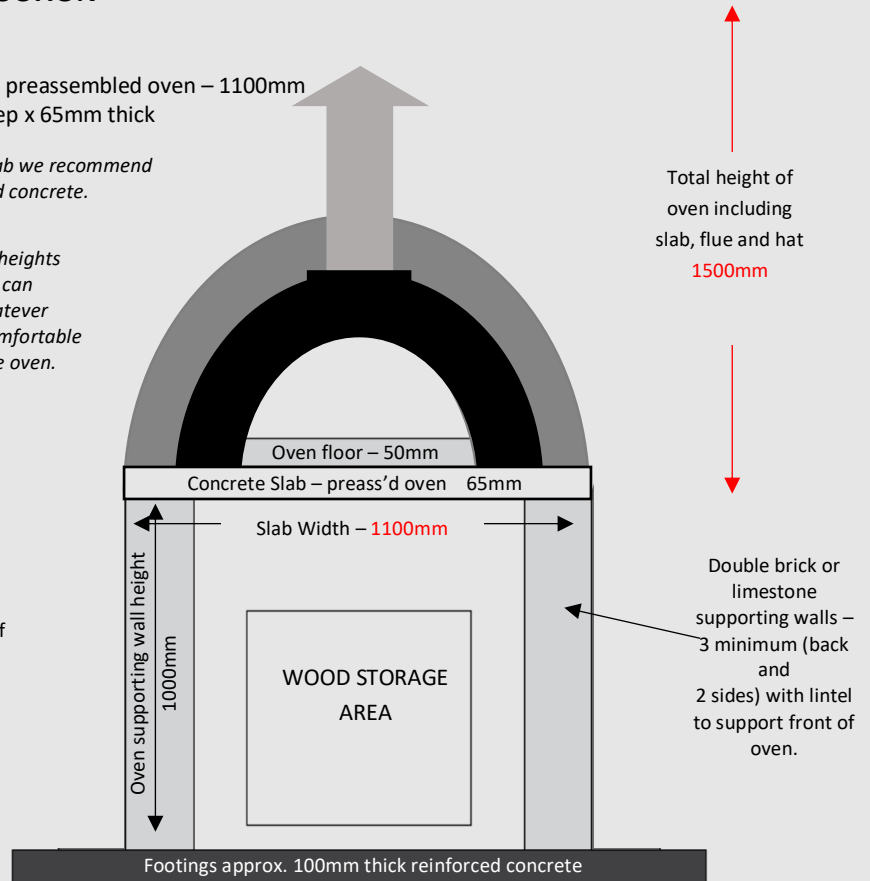 preassembled oven – 1100mm
ep x 65mm thick
ab we recommend
d concrete.
heights
can
atever
mfortable
e oven.
f
Total height of
oven including
slab, flue and hat
1500mm
Oven floor – 50mm
Concrete Slab – preass’d oven 65mm
Slab Width – 1100mm
Oven supporting wall height
1000mm
WOOD STORAGE
AREA
Double brick or
limestone
supporting walls –
3 minimum (back
and
2 sides) with lintel
to support front of
oven.
Footings approx. 100mm thick reinforced concrete